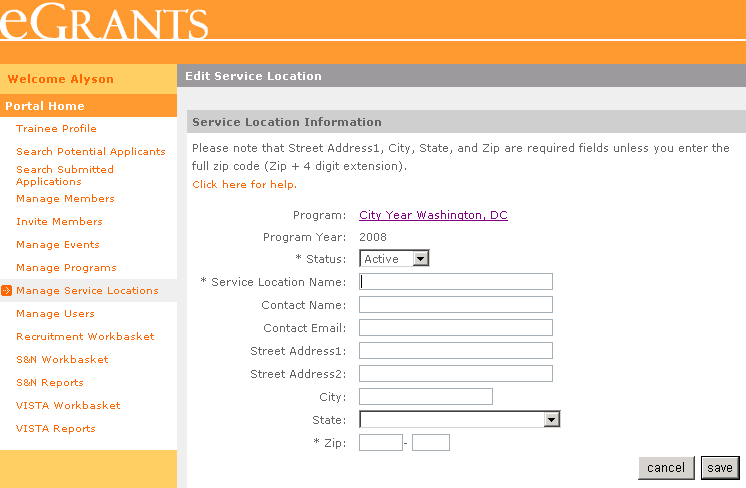 eGRANTS
Welcome Alyson
Portal Home
Trainee Profile
Search Potential Applicants
Search Submitted
Applications
Manage Members
Invite Members
Manage Events
Manage Programs
Manage Service Locations
Manage Users
Recruitment Workbasket
S&N Workbasket
S&N Reports
VISTA Workbasket
VISTA Reports
Edit Service Location
Service Location Information
Please note that Street Address1, City, State, and Zip are required fields unless you enter the
full zip code (Zip + 4 digit extension).
Click here for help.
Program: City Year Washington, DC
Program Year: 2008
* Status: Active
* Service Location Name:
Contact Name:
Contact Email:
Street Address1:
Street Address2:
City:
State:
* Zip: -
cancel save